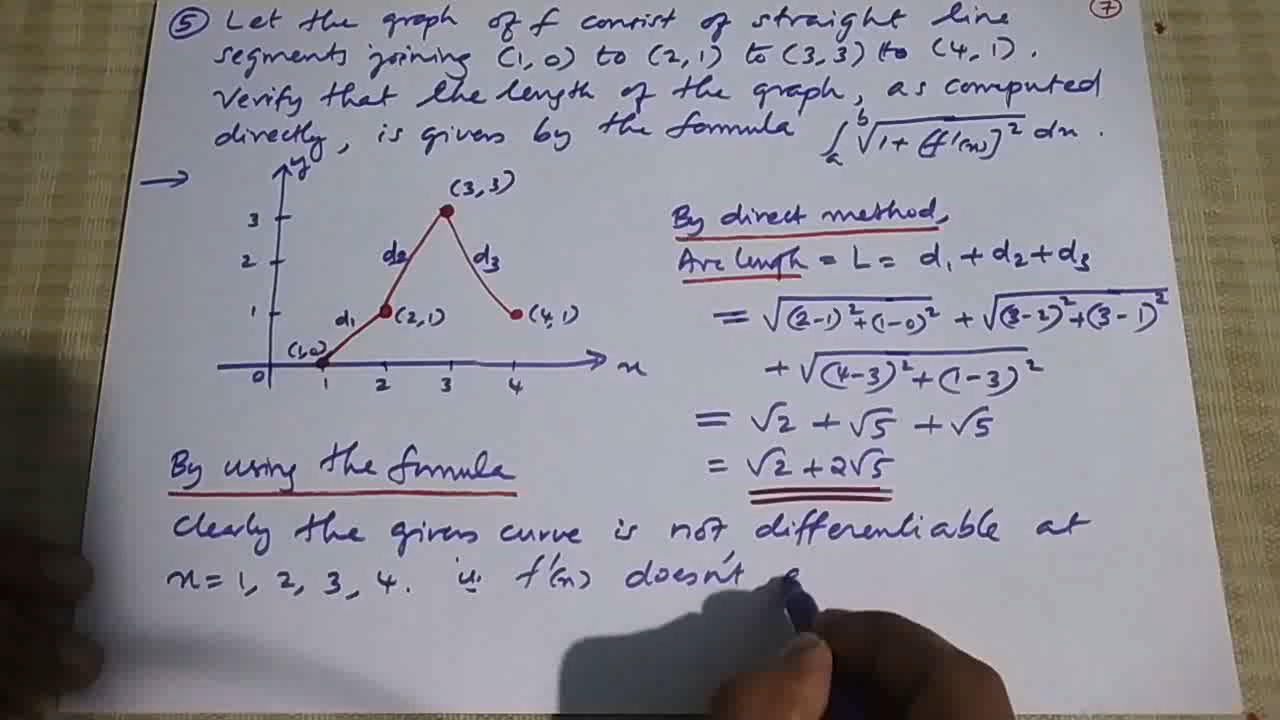 ⑦
⑤ Let the graph of f consist of straight line
segments joining (1,0) to (2,1) to (3,3) to (4,1).
Verify that the length of the graph, as computed
directly, is given by the formula ∫ₐᵇ √(1+[f'(x)]²) dx.
→
y
(3,3)
3
2
1
d₂
d₃
d₁
(2,1)
(4,1)
(1,0)
0 1 2 3 4
x
By direct method,
Arc length = L = d₁ + d₂ + d₃
= √((2-1)²+(1-0)²) + √((3-2)²+(3-1)²)
+ √((4-3)²+(1-3)²)
= √2 + √5 + √5
= √2 + 2√5
By using the formula
Clearly the given curve is not differentiable at
x = 1, 2, 3, 4. ie f'(x) doesn't